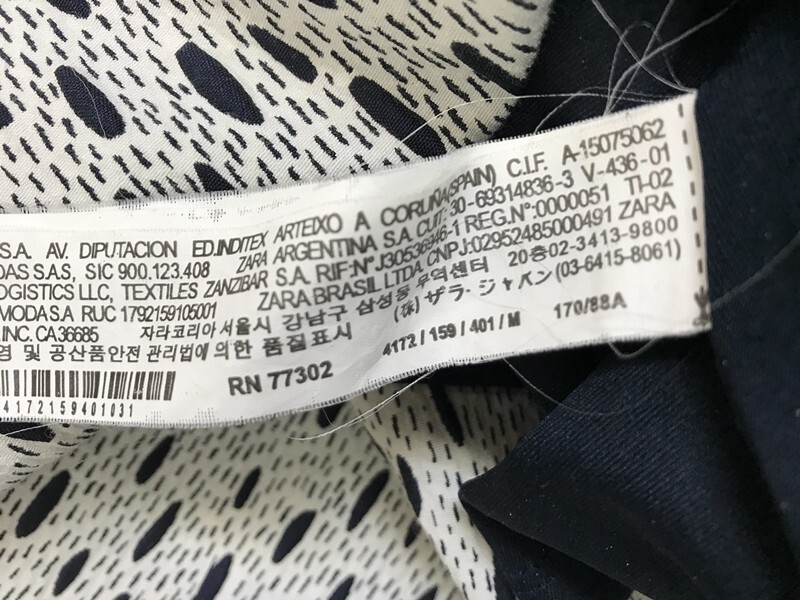 S.A. AV. DIPUTACION ED.INDITEX ARTEIXO A CORUÑA(SPAIN) C.I.F. A-15075062
DAS S.A.S, SIC 900.123.408 ZARA ARGENTINA S.A. CUIT: 30-69314836-3 V-436-01
LOGISTICS LLC, TEXTILES ZANZIBAR S.A. RIF:Nº J30536946-1 REG.Nº:0000051 TI-02
MODA S.A RUC 1792159105001 ZARA BRASIL LTDA. CNPJ:02952485000491 ZARA
INC. CA36685 자라코리아 서울시 강남구 삼성동 무역센터 20층02-3413-9800
및 공산품안전 관리법에 의한 품질표시 (株) ザラ・ジャパン (03-6415-8061)
RN 77302 4172 / 159 / 401 / M 170/88A
4172159401031